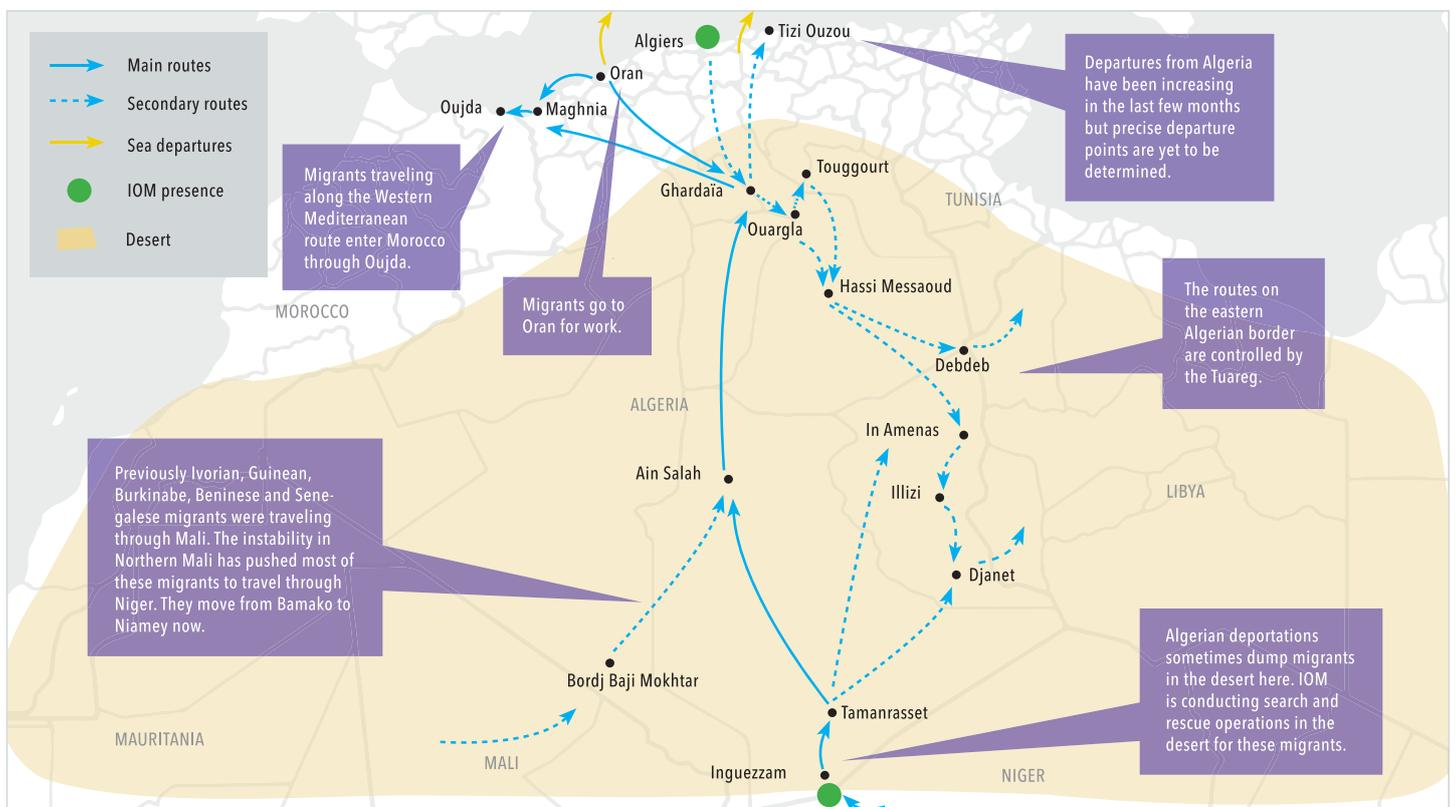 Main routes
Secondary routes
Sea departures
IOM presence
Desert
Algiers
Tizi Ouzou
Oran
Oujda
Maghnia
Departures from Algeria
have been increasing
in the last few months
but precise departure
points are yet to be
determined.
Migrants traveling
along the Western
Mediterranean
route enter Morocco
through Oujda.
Touggourt
Ghardaïa
TUNISIA
Ouargla
Hassi Messaoud
MOROCCO
Migrants go to
Oran for work.
The routes on
the eastern
Algerian border
are controlled by
the Tuareg.
Debdeb
ALGERIA
In Amenas
Ain Salah
Illizi
LIBYA
Previously Ivorian, Guinean,
Burkinabe, Beninese and Sene-
galese migrants were traveling
through Mali. The instability in
Northern Mali has pushed most of
these migrants to travel through
Niger. They move from Bamako to
Niamey now.
Djanet
Bordj Baji Mokhtar
Algerian deportations
sometimes dump migrants
in the desert here. IOM
is conducting search and
rescue operations in the
desert for these migrants.
Tamanrasset
MAURITANIA
MALI
Inguezzam
NIGER